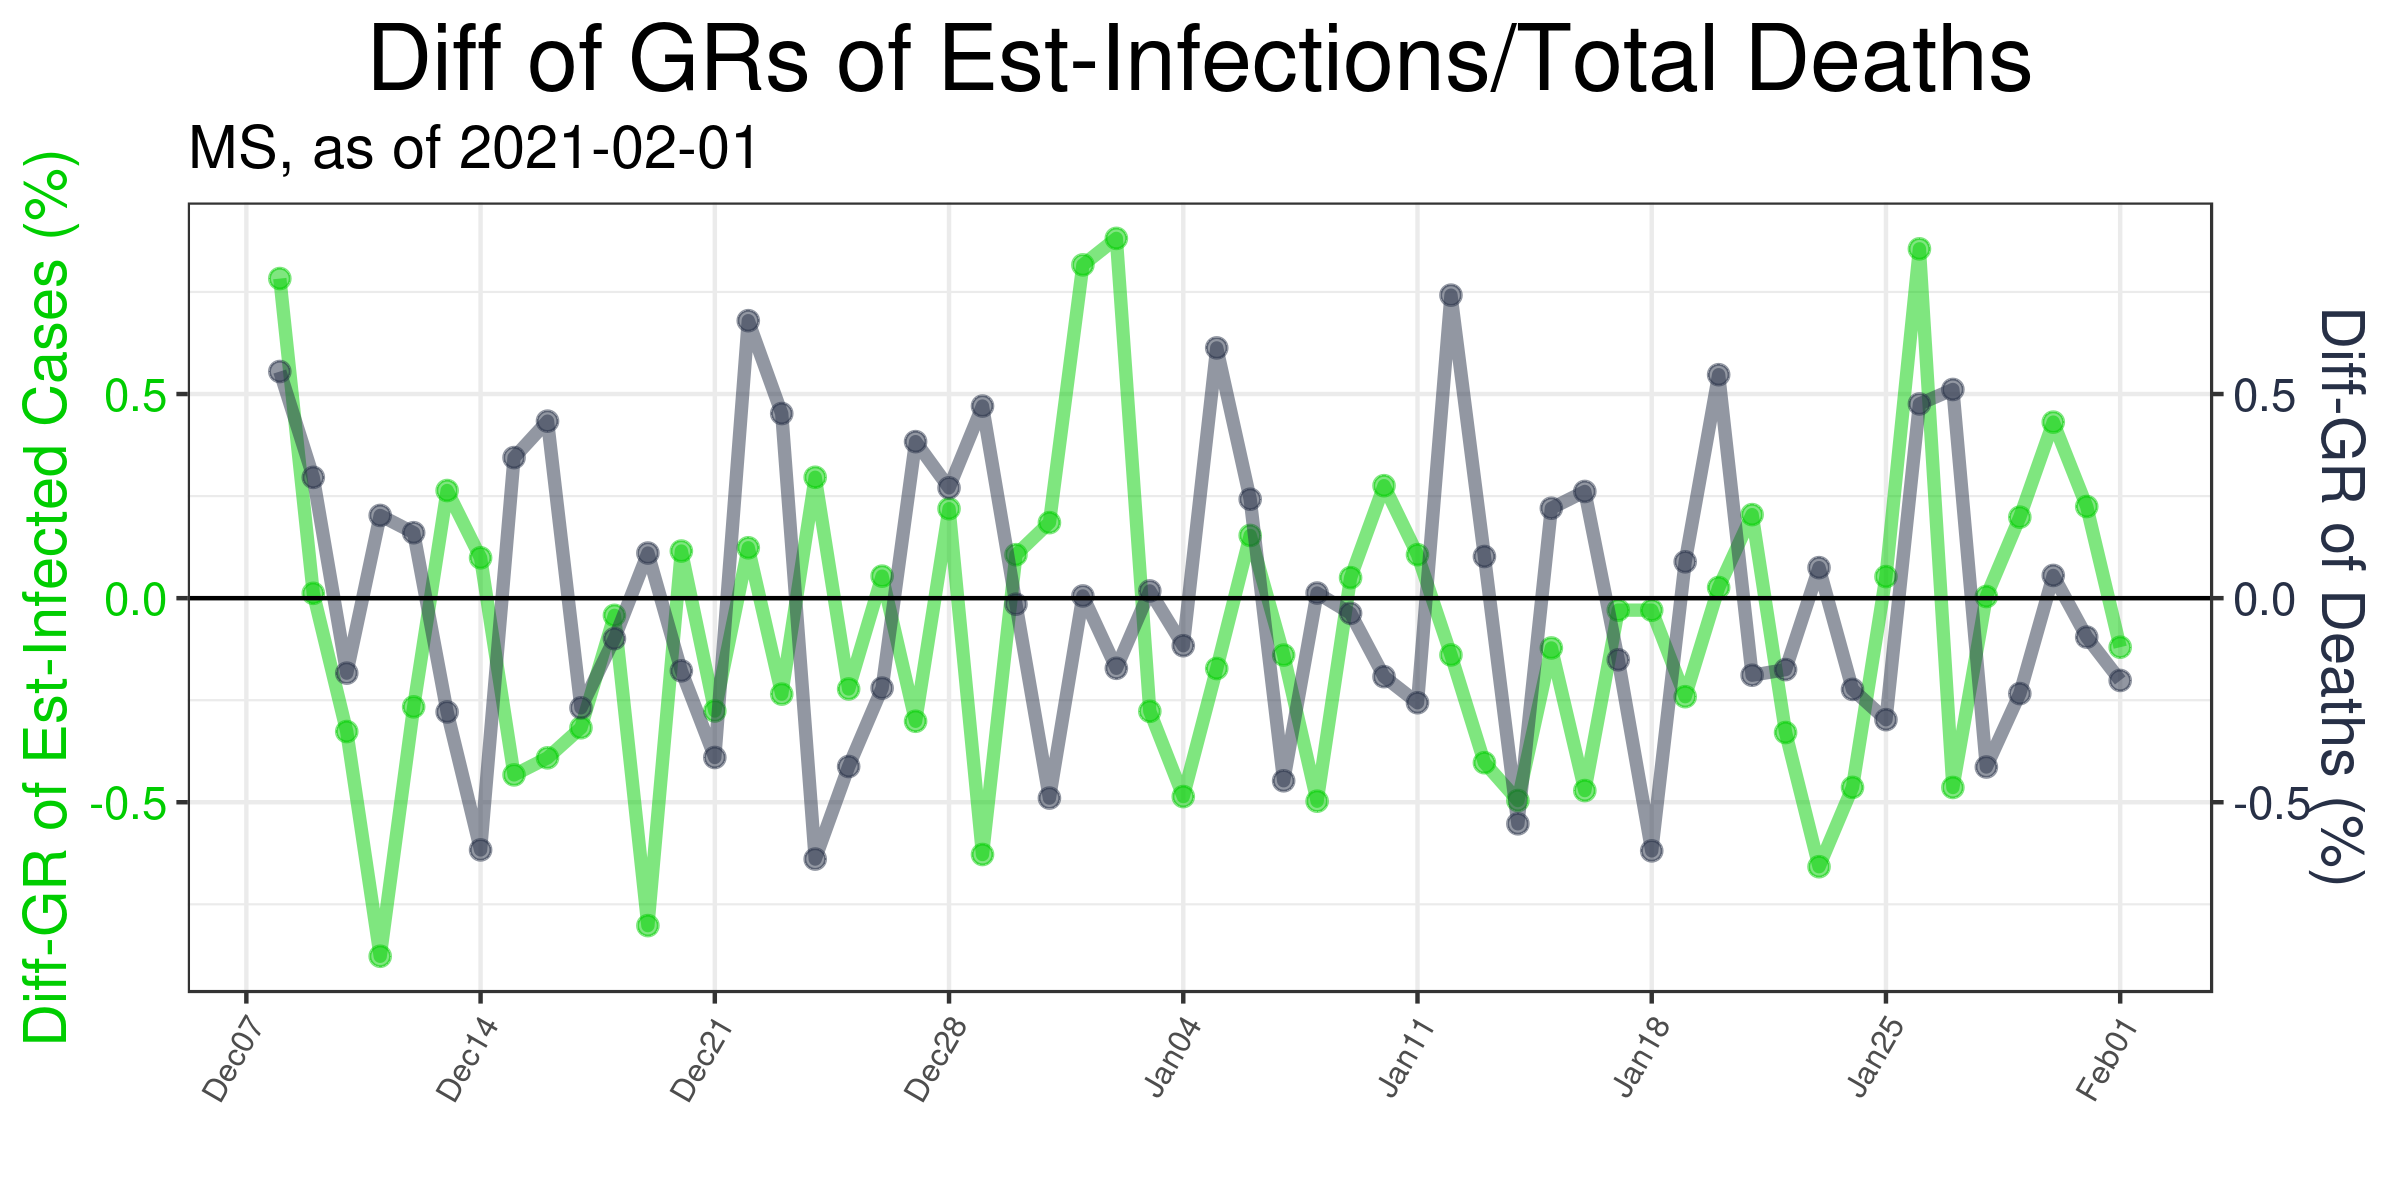 Diff of GRs of Est-Infections/Total Deaths
MS, as of 2021-02-01
Diff-GR of Est-Infected Cases (%)
0.5
0.0
-0.5
0.5
0.0
-0.5
Diff-GR of Deaths (%)
Dec07
Dec14
Dec21
Dec28
Jan04
Jan11
Jan18
Jan25
Feb01